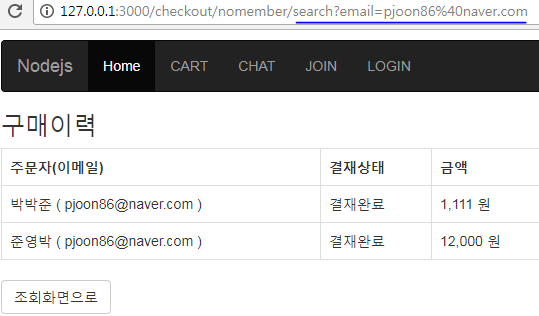 127.0.0.1:3000/checkout/nomember/search?email=pjoon86%40naver.com
Nodejs Home CART CHAT JOIN LOGIN
구매이력
주문자(이메일) 결재상태 금액
박박준 ( pjoon86@naver.com ) 결재완료 1,111 원
준영박 ( pjoon86@naver.com ) 결재완료 12,000 원
조회화면으로